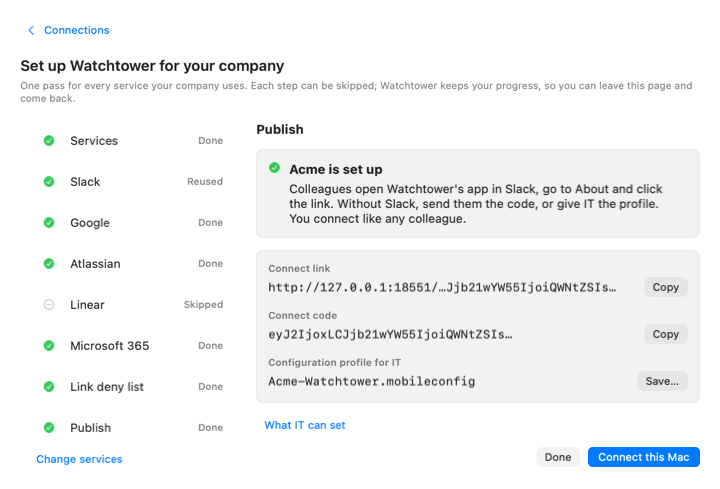 Connections
Set up Watchtower for your company
One pass for every service your company uses. Each step can be skipped; Watchtower keeps your progress, so you can leave this page and
come back.
Services Done
Slack Reused
Google Done
Atlassian Done
Linear Skipped
Microsoft 365 Done
Link deny list Done
Publish Done
Change services
Publish
Acme is set up
Colleagues open Watchtower's app in Slack, go to About and click
the link. Without Slack, send them the code, or give IT the profile.
You connect like any colleague.
Connect link
http://127.0.0.1:18551/…Jjb21wYW55IjoiQWNtZSIs… Copy
Connect code
eyJ2IjoxLCJjb21wYW55IjoiQWNtZSIs… Copy
Configuration profile for IT
Acme-Watchtower.mobileconfig Save…
What IT can set
Done Connect this Mac